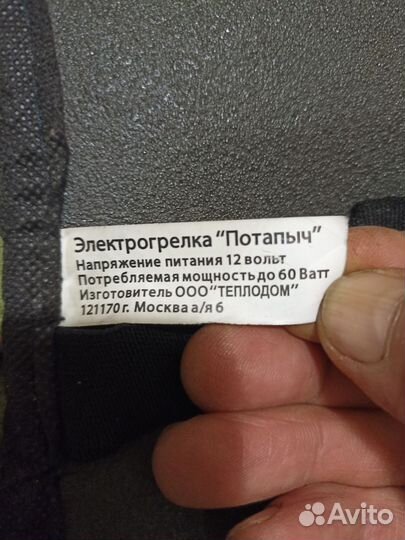 Электрогрелка "Потапыч"
Напряжение питания 12 вольт
Потребляемая мощность до 60 Ватт
Изготовитель ООО "ТЕПЛОДОМ"
121170 г. Москва а/я 6
Avito